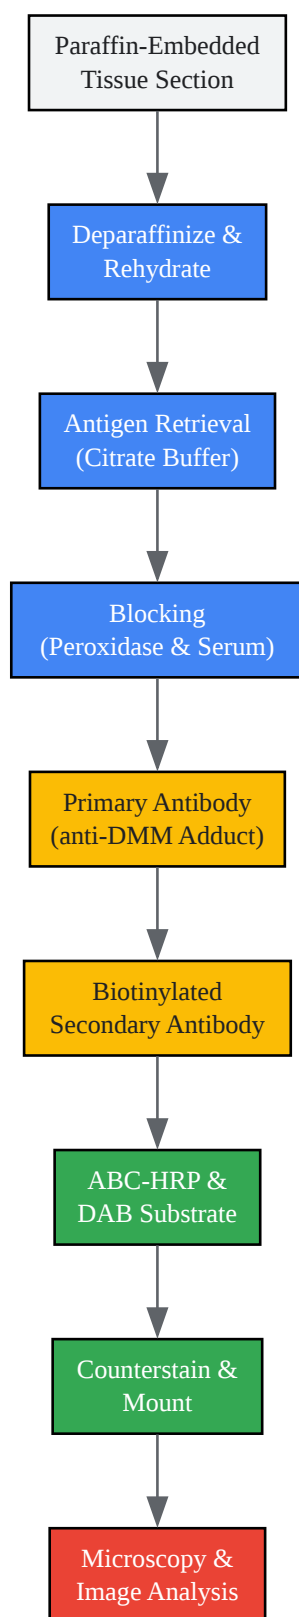 Paraffin-Embedded
Tissue Section
Deparaffinize &
Rehydrate
Antigen Retrieval
(Citrate Buffer)
Blocking
(Peroxidase & Serum)
Primary Antibody
(anti-DMM Adduct)
Biotinylated
Secondary Antibody
ABC-HRP &
DAB Substrate
Counterstain &
Mount
Microscopy &
Image Analysis